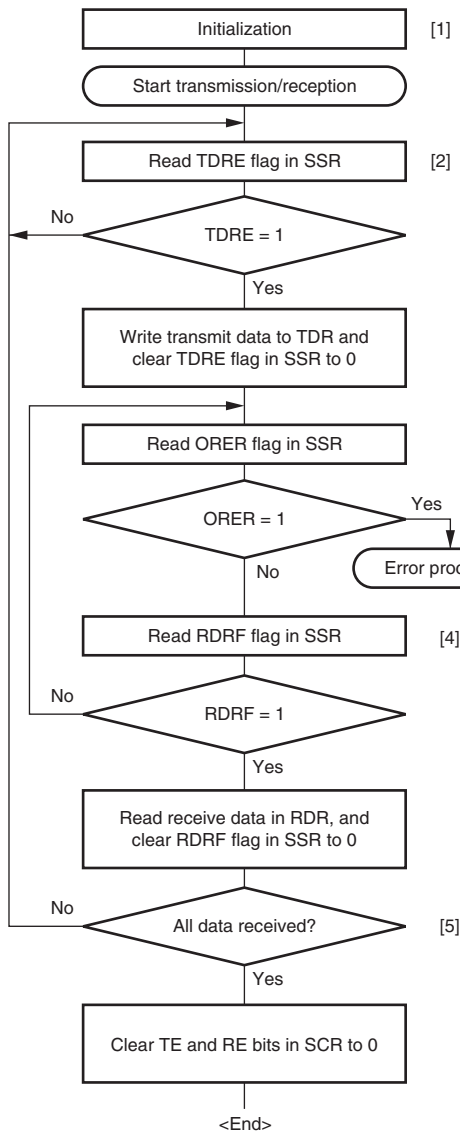 Initialization [1]
Start transmission/reception
Read TDRE flag in SSR [2]
No
TDRE = 1
Yes
Write transmit data to TDR and
clear TDRE flag in SSR to 0
Read ORER flag in SSR
Yes
ORER = 1
Error
No
Read RDRF flag in SSR [4]
No
RDRF = 1
Yes
Read receive data in RDR, and
clear RDRF flag in SSR to 0
No
All data received? [5]
Yes
Clear TE and RE bits in SCR to 0
<End>